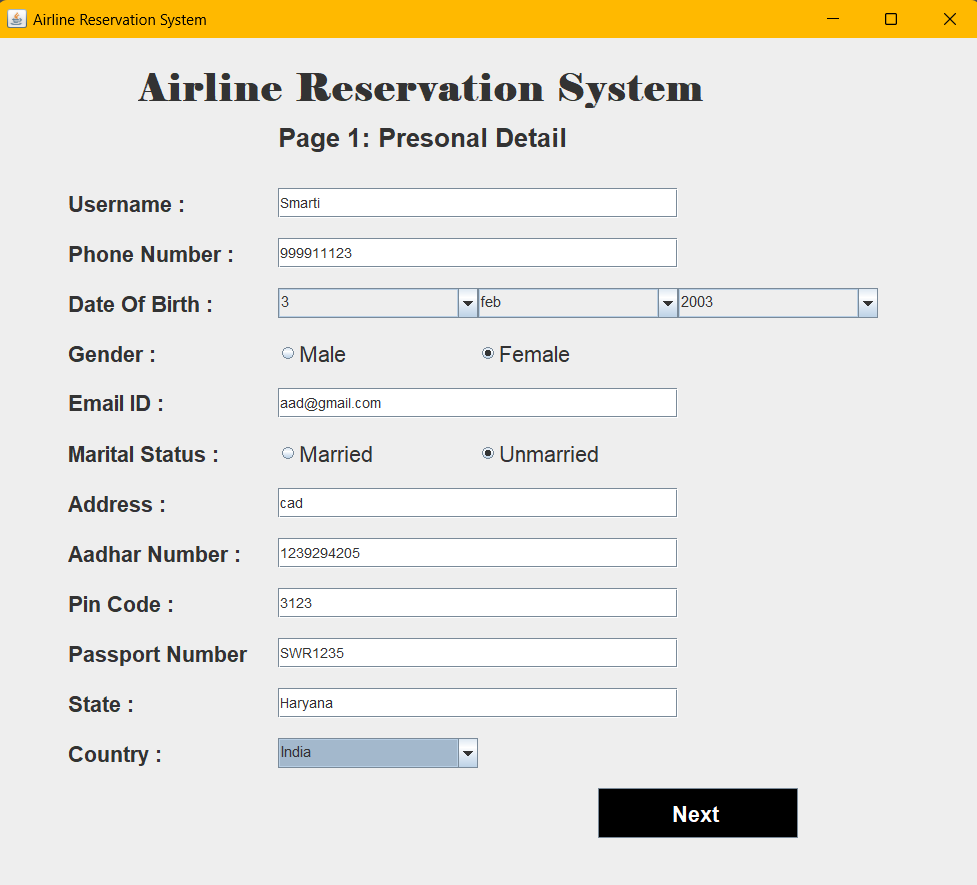 Airline Reservation System
Airline Reservation System
Page 1: Presonal Detail
Username : Smarti
Phone Number : 999911123
Date Of Birth : 3 feb 2003
Gender : Male Female
Email ID : aad@gmail.com
Marital Status : Married Unmarried
Address : cad
Aadhar Number : 1239294205
Pin Code : 3123
Passport Number SWR1235
State : Haryana
Country : India
Next